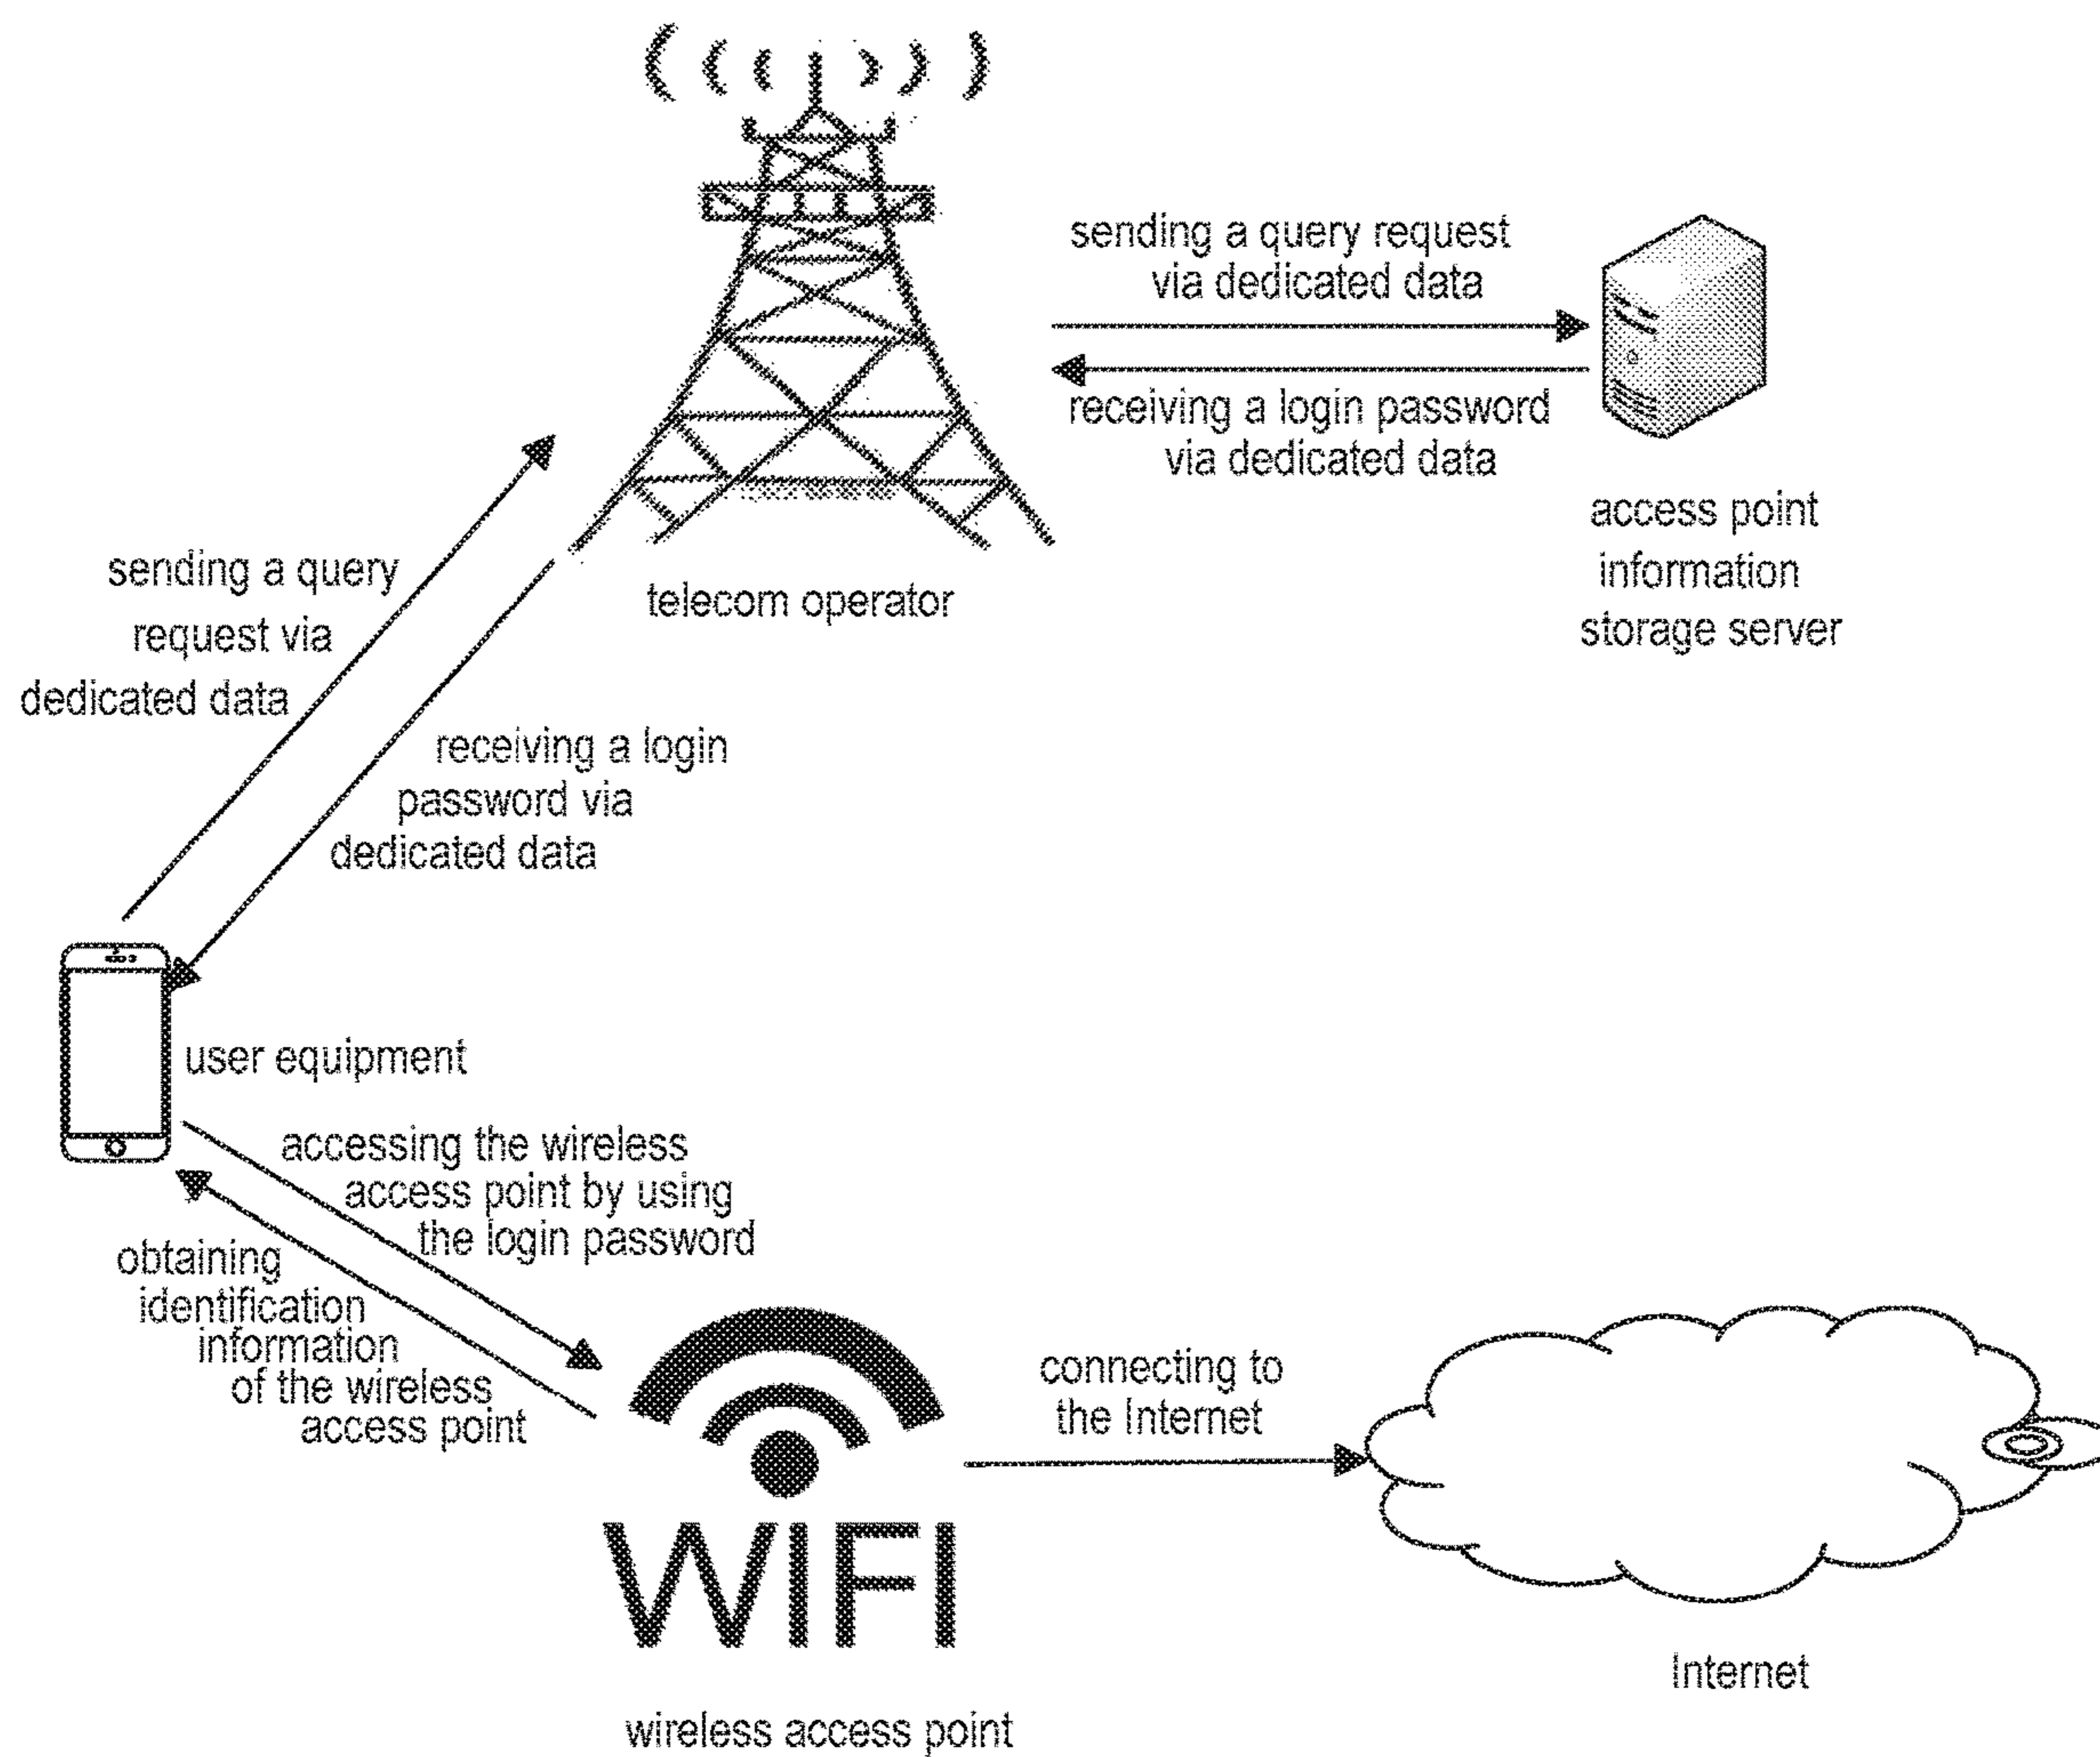 sending a query request
via dedicated data
receiving a login password
via dedicated data
access point
information
storage server
telecom operator
sending a query
request via
dedicated data
receiving a login
password via
dedicated data
user equipment
accessing the wireless
access point by using
the login password
obtaining
identification
information
of the wireless
access point
connecting to
the Internet
WIFI
Internet
wireless access point